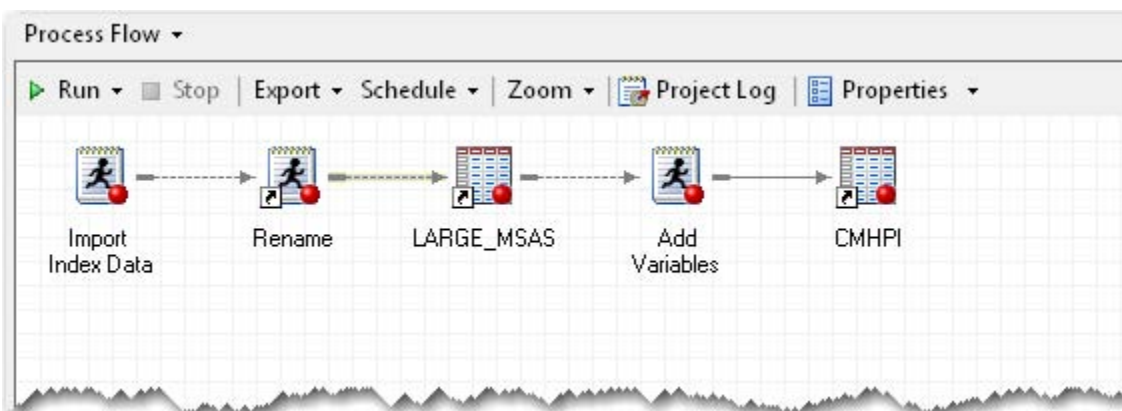 Process Flow
Run Stop Export Schedule Zoom Project Log Properties
Import Index Data
Rename
LARGE_MSAS
Add Variables
CMHPI